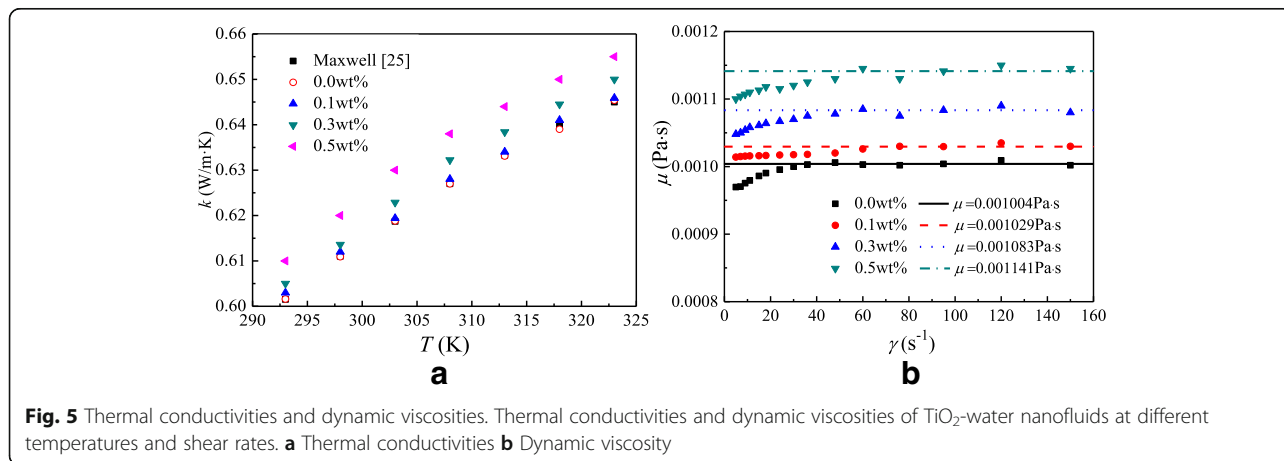 0.66
0.65
0.64
0.63
0.62
0.61
0.60
k (W/m·K)
Maxwell [25]
0.0wt%
0.1wt%
0.3wt%
0.5wt%
290 295 300 305 310 315 320 325
T (K)
a
0.0012
0.0011
0.0010
0.0009
0.0008
μ (Pa·s)
0.0wt% μ=0.001004Pa·s
0.1wt% μ=0.001029Pa·s
0.3wt% μ=0.001083Pa·s
0.5wt% μ=0.001141Pa·s
0 20 40 60 80 100 120 140 160
γ (s⁻¹)
b
Fig. 5 Thermal conductivities and dynamic viscosities. Thermal conductivities and dynamic viscosities of TiO₂-water nanofluids at different
temperatures and shear rates. a Thermal conductivities b Dynamic viscosity